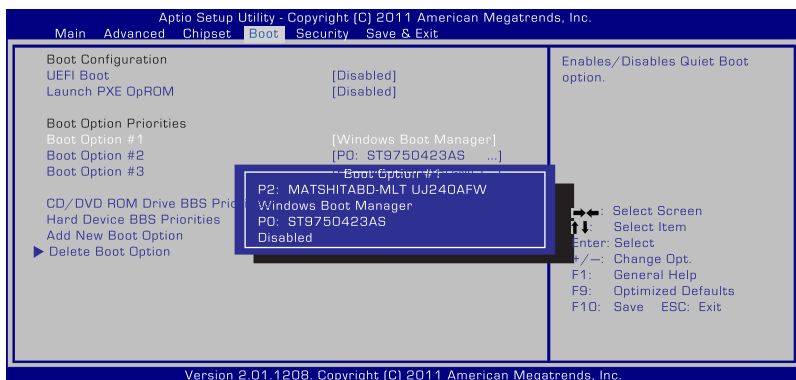 Aptio Setup Utility - Copyright (C) 2011 American Megatrends, Inc.
Main Advanced Chipset Boot Security Save & Exit
Boot Configuration
UEFI Boot [Disabled]
Launch PXE OpROM [Disabled]
Boot Option Priorities
Boot Option #1 [Windows Boot Manager]
Boot Option #2 [P0: ST9750423AS ...]
Boot Option #3
CD/DVD ROM Drive BBS
Hard Device BBS Priorities
Add New Boot Option
Delete Boot Option
Boot Option #1
P2: MATSHITABD-MLT UJ240AFW
Windows Boot Manager
P0: ST9750423AS
Disabled
Enables/Disables Quiet Boot
option.
→←: Select Screen
↑↓: Select Item
Enter: Select
+/—: Change Opt.
F1: General Help
F9: Optimized Defaults
F10: Save ESC: Exit
Version 2.01.1208. Copyright (C) 2011 American Megatrends, Inc.